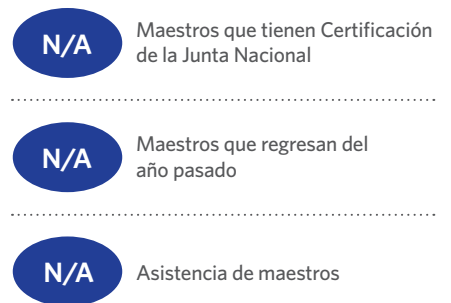 N/A
Maestros que tienen Certificación
de la Junta Nacional
N/A
Maestros que regresan del
año pasado
N/A
Asistencia de maestros